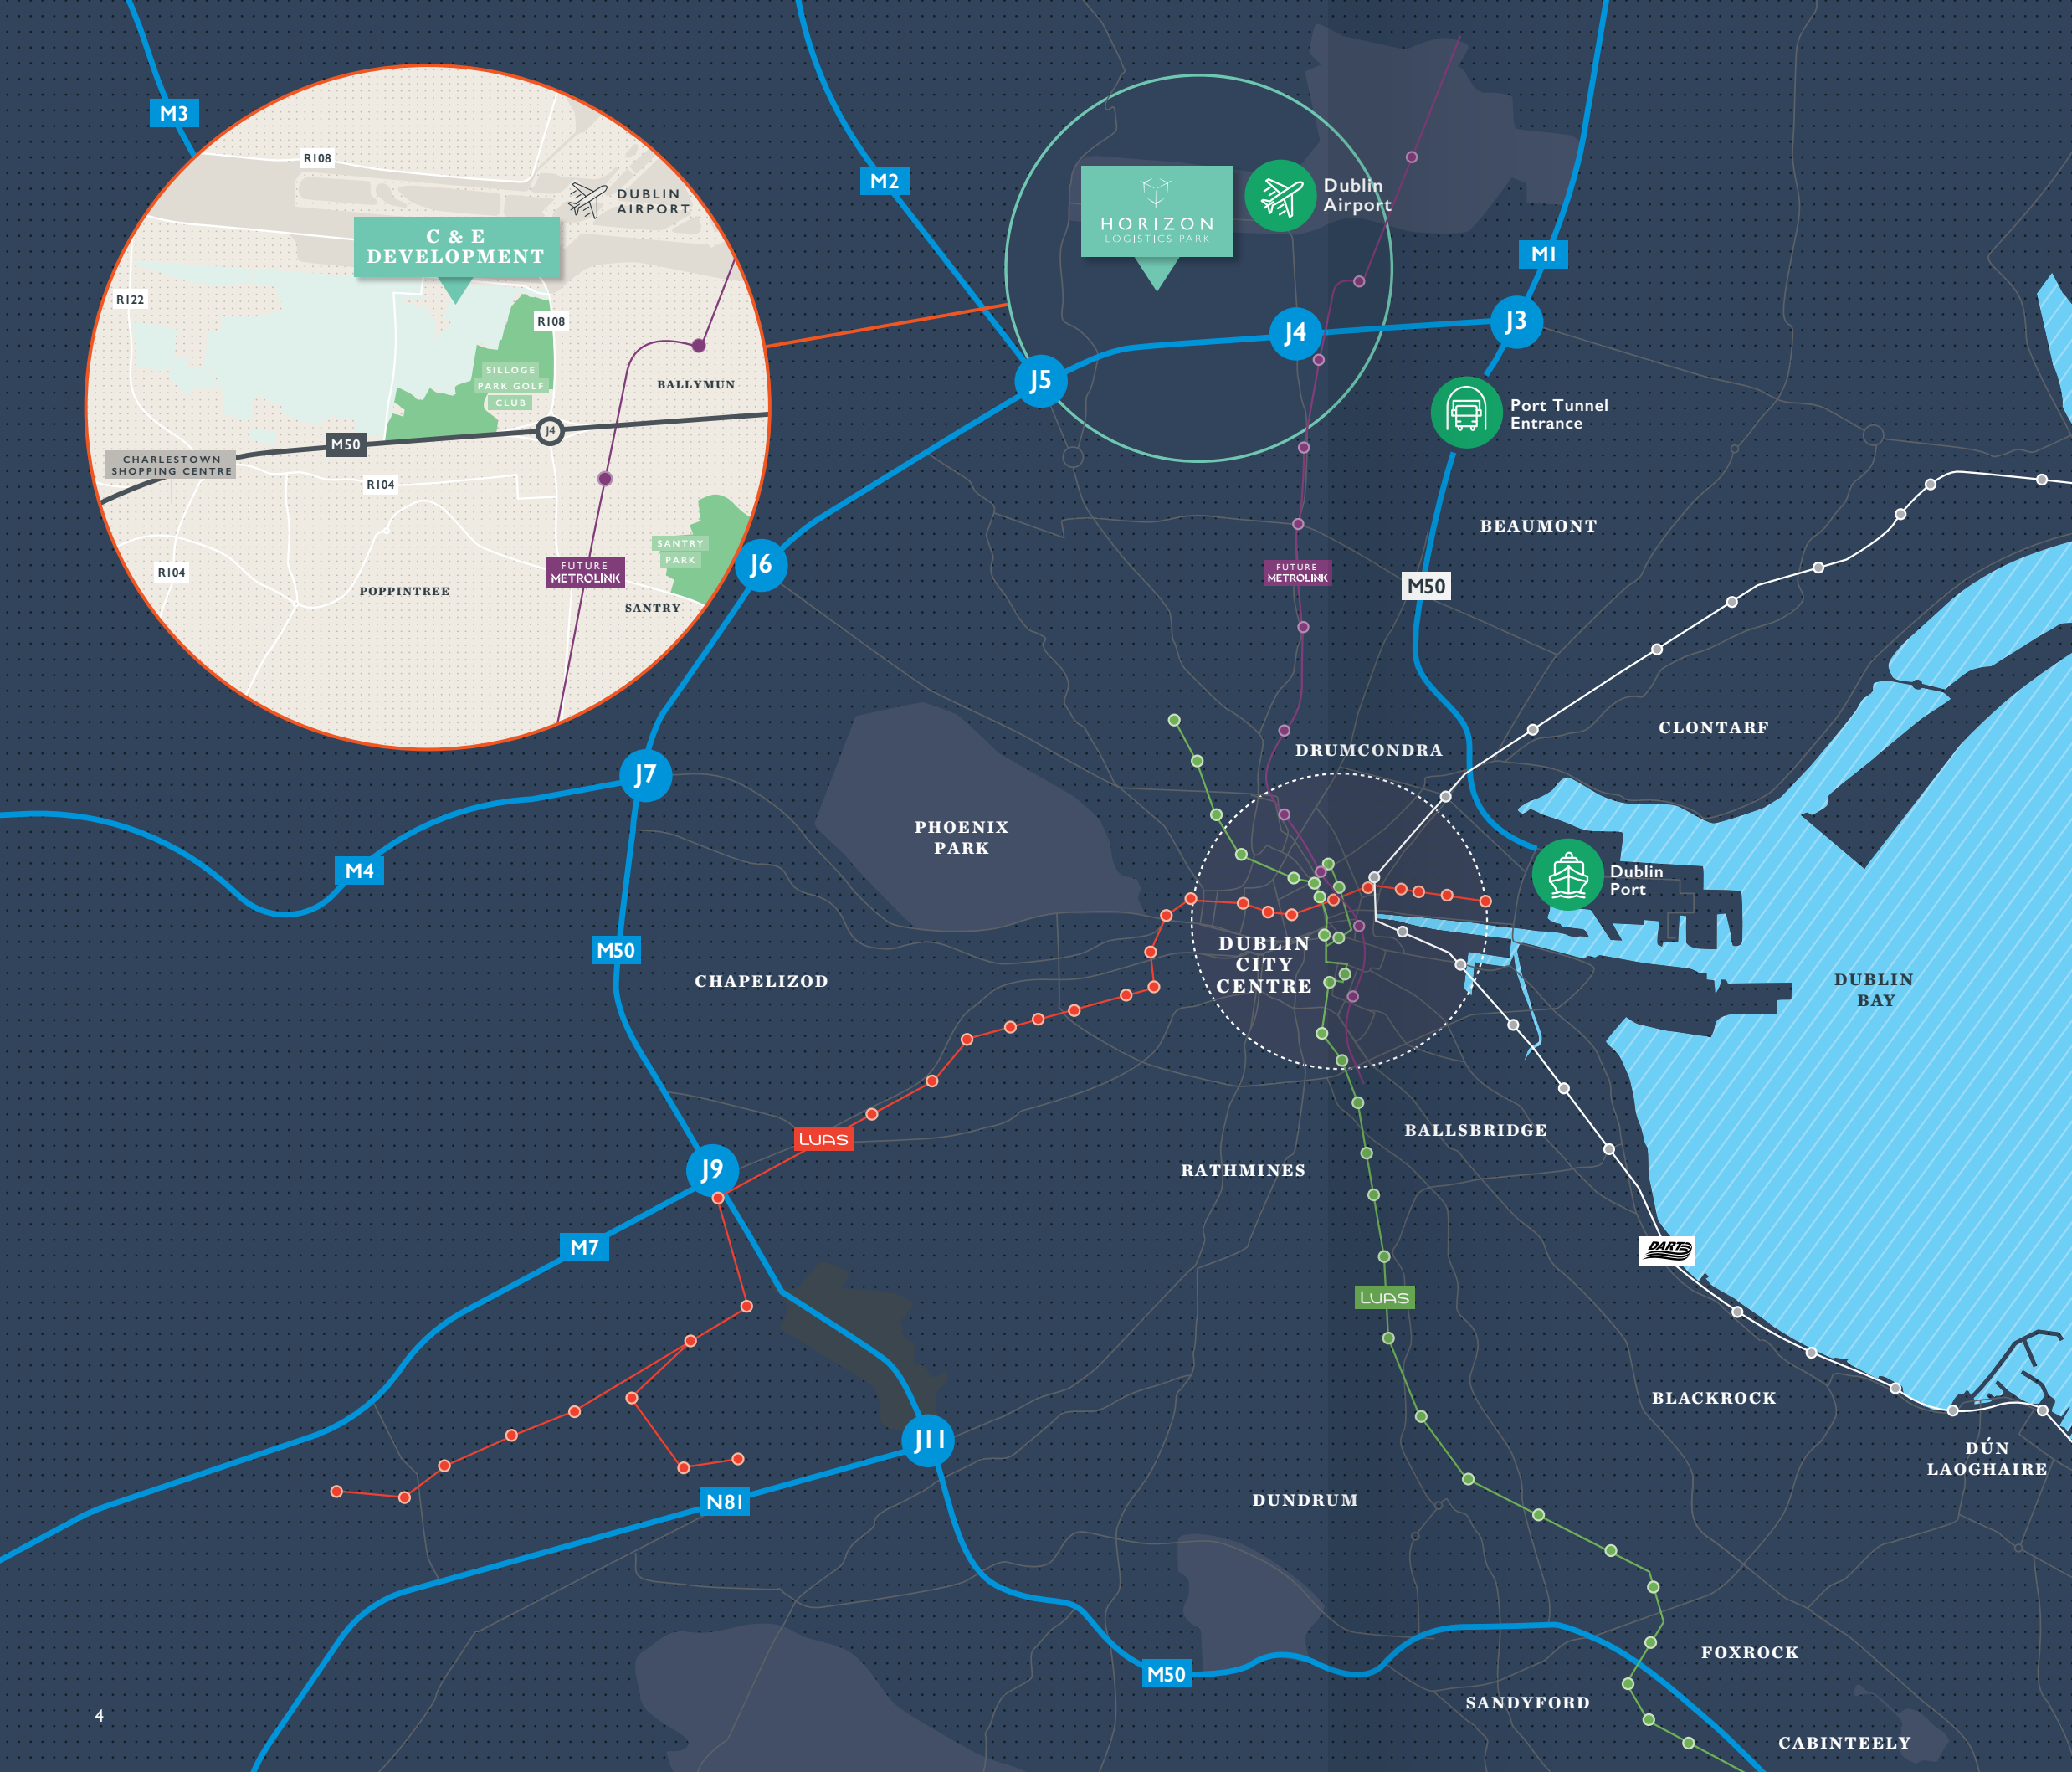 M3
R108
DUBLIN
AIRPORT
C & E
DEVELOPMENT
R122
R108
SILLOGE
PARK GOLF
CLUB
BALLYMUN
J4
M50
CHARLESTOWN
SHOPPING CENTRE
R104
SANTRY
PARK
R104
FUTURE
METROLINK
POPPINTREE
SANTRY
M2
HORIZON
LOGISTICS PARK
Dublin
Airport
M1
J3
J4
J5
Port Tunnel
Entrance
BEAUMONT
J6
FUTURE
METROLINK
M50
CLONTARF
DRUMCONDRA
J7
PHOENIX
PARK
M4
Dublin
Port
M50
DUBLIN
CITY
CENTRE
CHAPELIZOD
DUBLIN
BAY
LUAS
BALLSBRIDGE
J9
RATHMINES
M7
DART
LUAS
BLACKROCK
J11
DÚN
LAOGHAIRE
N81
DUNDRUM
FOXROCK
M50
SANDYFORD
4
CABINTEELY